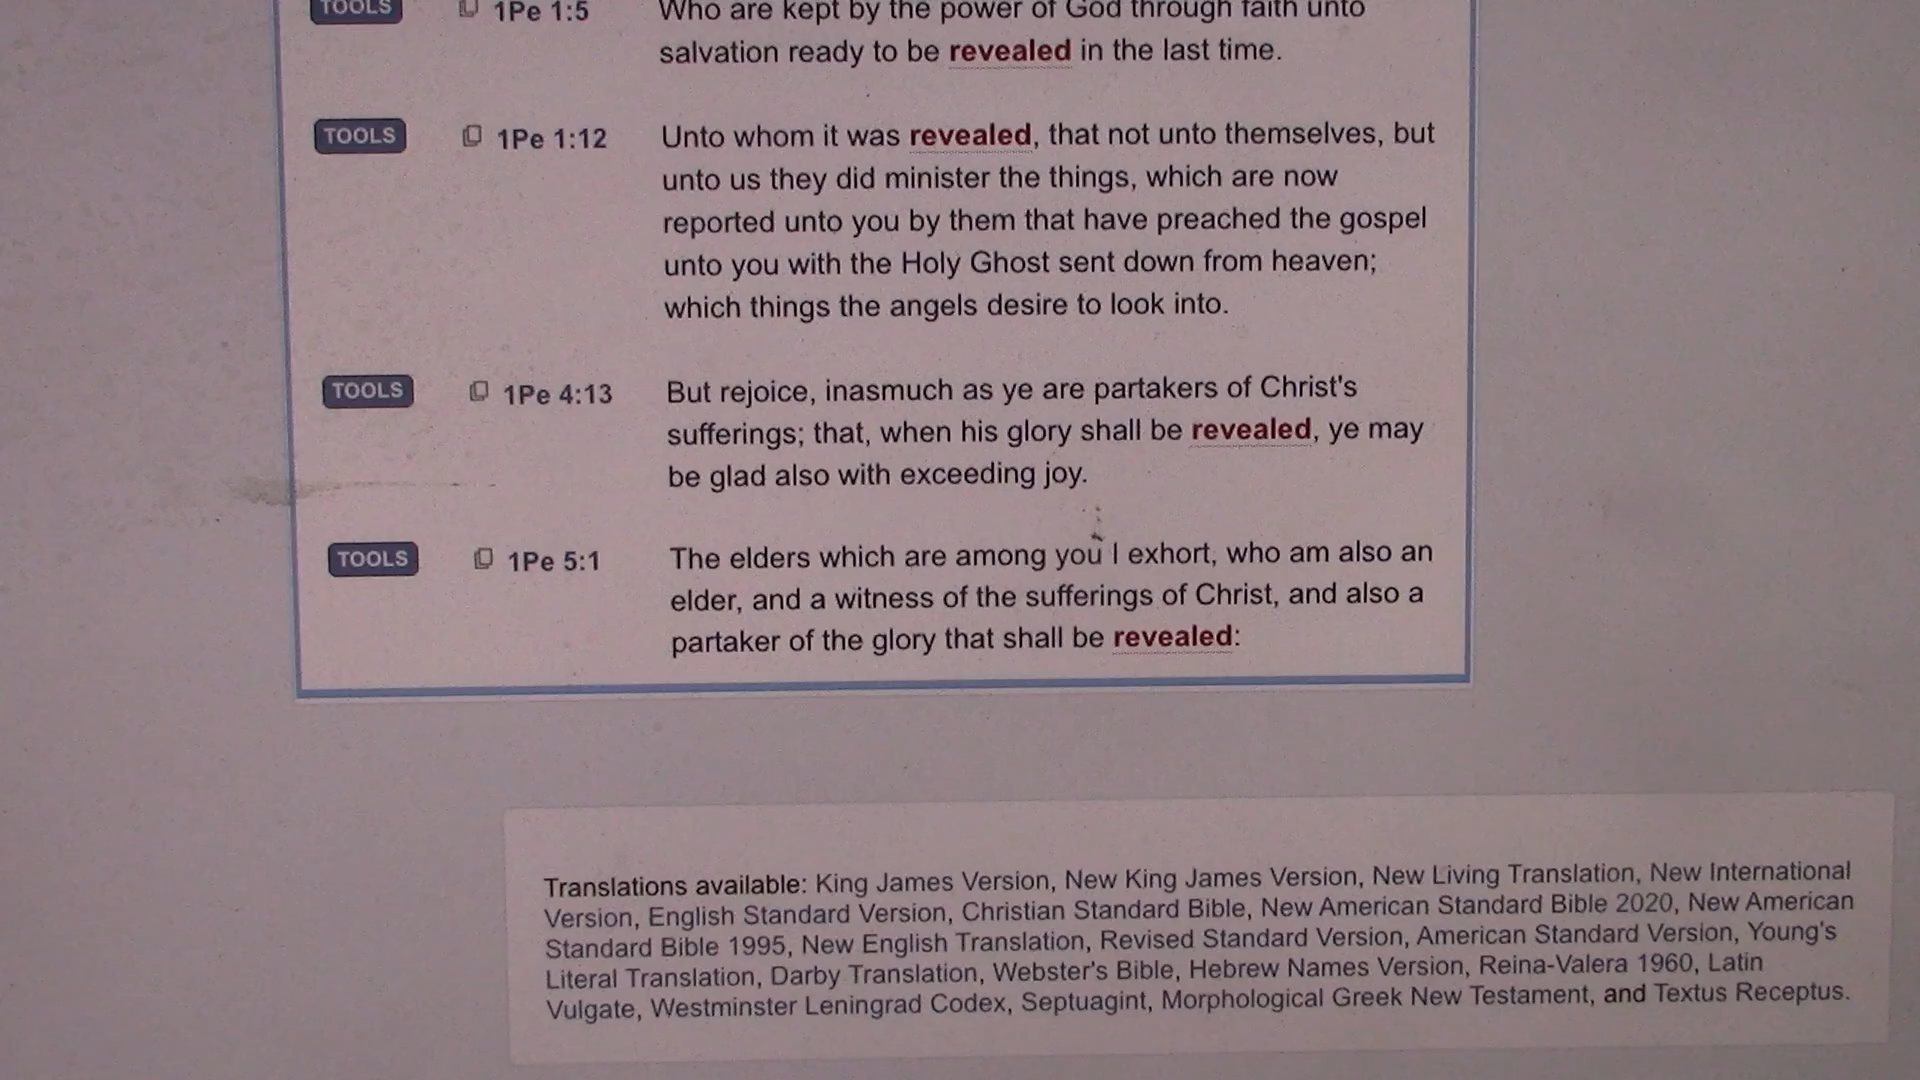 TOOLS 1Pe 1:5 Who are kept by the power of God through faith unto
salvation ready to be revealed in the last time.
TOOLS 1Pe 1:12 Unto whom it was revealed, that not unto themselves, but
unto us they did minister the things, which are now
reported unto you by them that have preached the gospel
unto you with the Holy Ghost sent down from heaven;
which things the angels desire to look into.
TOOLS 1Pe 4:13 But rejoice, inasmuch as ye are partakers of Christ's
sufferings; that, when his glory shall be revealed, ye may
be glad also with exceeding joy.
TOOLS 1Pe 5:1 The elders which are among you I exhort, who am also an
elder, and a witness of the sufferings of Christ, and also a
partaker of the glory that shall be revealed:
Translations available: King James Version, New King James Version, New Living Translation, New International
Version, English Standard Version, Christian Standard Bible, New American Standard Bible 2020, New American
Standard Bible 1995, New English Translation, Revised Standard Version, American Standard Version, Young's
Literal Translation, Darby Translation, Webster's Bible, Hebrew Names Version, Reina-Valera 1960, Latin
Vulgate, Westminster Leningrad Codex, Septuagint, Morphological Greek New Testament, and Textus Receptus.